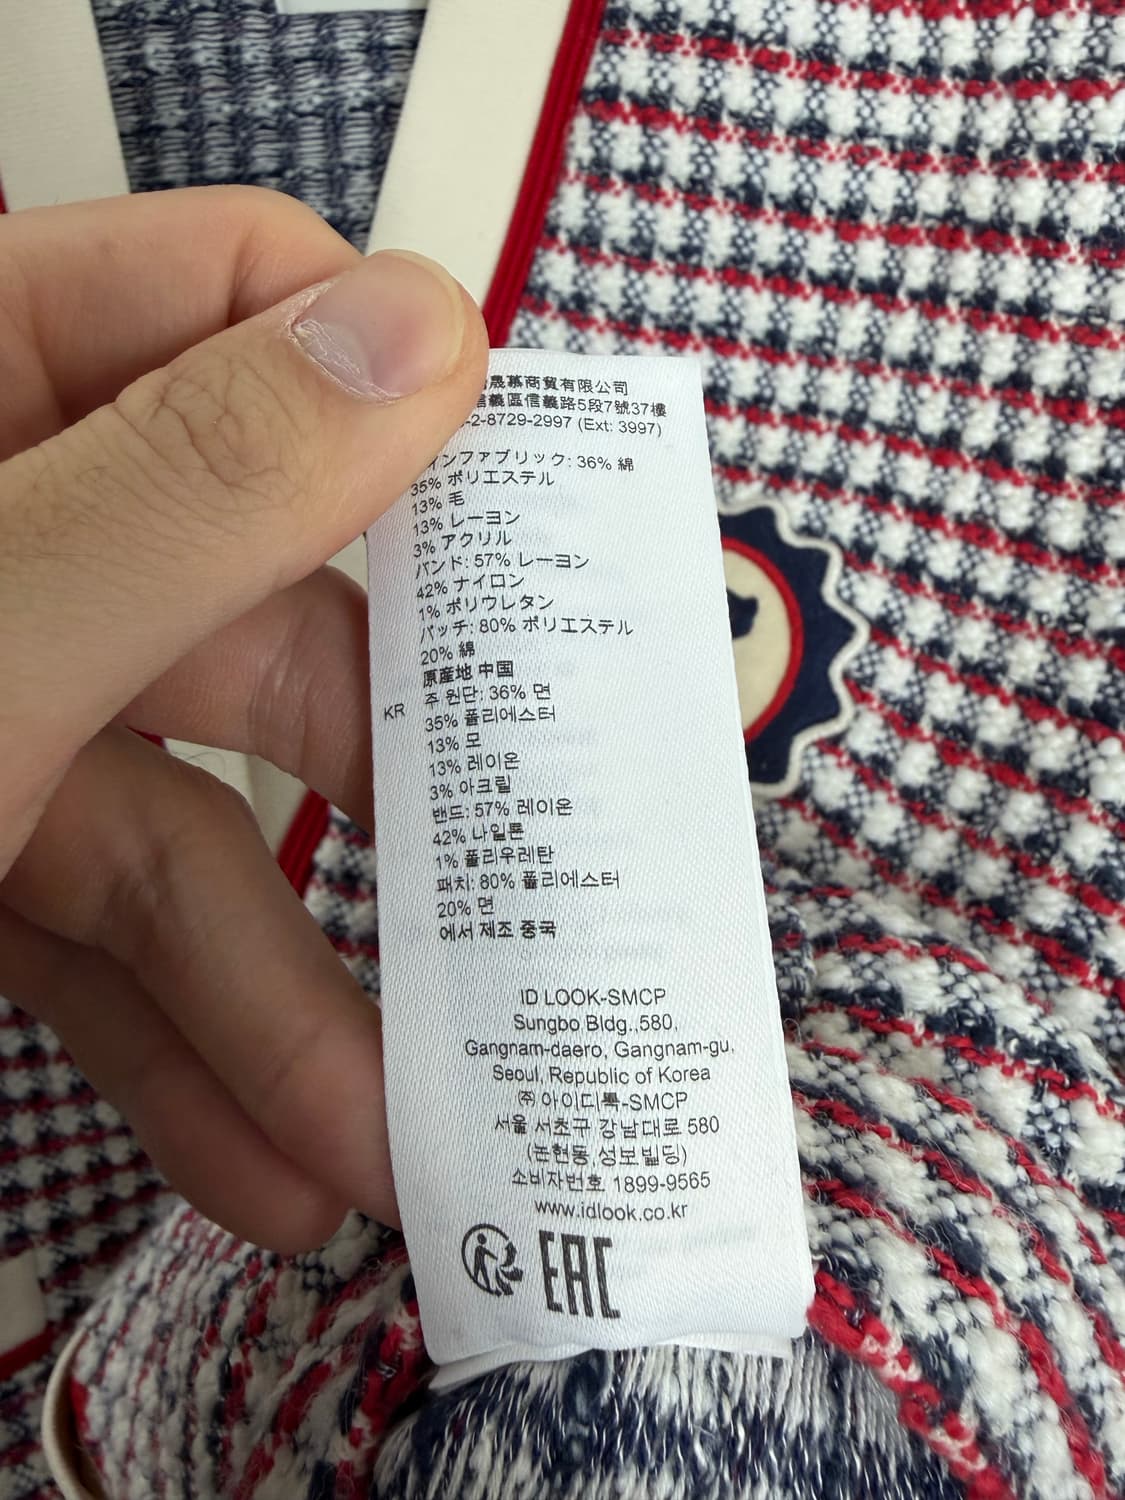 晟慕商貿有限公司
信義區信義路5段7號37樓
-2-8729-2997 (Ext: 3997)
インファブリック: 36% 綿
35% ポリエステル
13% 毛
13% レーヨン
3% アクリル
バンド: 57% レーヨン
42% ナイロン
1% ポリウレタン
パッチ: 80% ポリエステル
20% 綿
原産地 中国
KR 주 원단: 36% 면
35% 폴리에스터
13% 모
13% 레이온
3% 아크릴
밴드: 57% 레이온
42% 나일론
1% 폴리우레탄
패치: 80% 폴리에스터
20% 면
에서 제조 중국
ID LOOK-SMCP
Sungbo Bldg.,580,
Gangnam-daero, Gangnam-gu,
Seoul, Republic of Korea
㈜아이디룩-SMCP
서울 서초구 강남대로 580
(논현동,성보빌딩)
소비자번호 1899-9565
www.idlook.co.kr
EAC